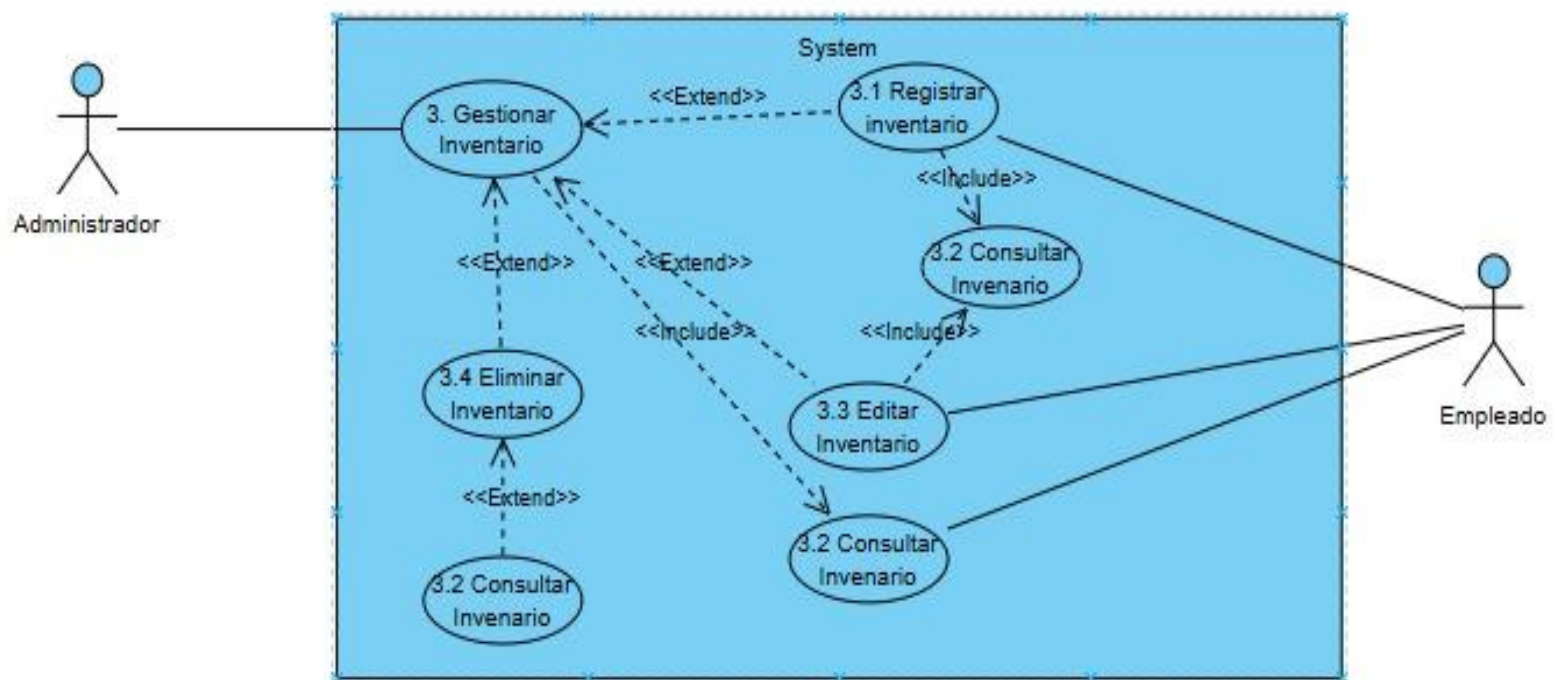 System
3. Gestionar
Inventario
<<Extend>>
3.1 Registrar
inventario
<<Include>>
Administrador
<<Extend>>
<<Extend>>
3.2 Consultar
Invenario
<<Include>>
<<Include>>
3.4 Eliminar
Inventario
3.3 Editar
Inventario
Empleado
<<Extend>>
3.2 Consultar
Invenario
3.2 Consultar
Invenario